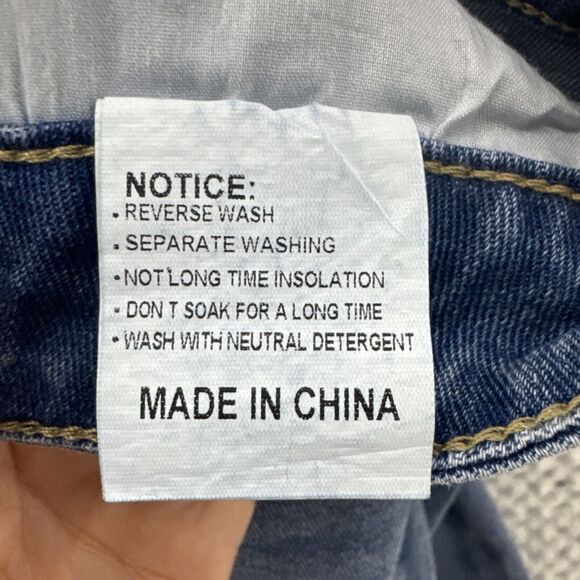 NOTICE:
• REVERSE WASH
• SEPARATE WASHING
• NOT LONG TIME INSOLATION
• DON T SOAK FOR A LONG TIME
• WASH WITH NEUTRAL DETERGENT
MADE IN CHINA